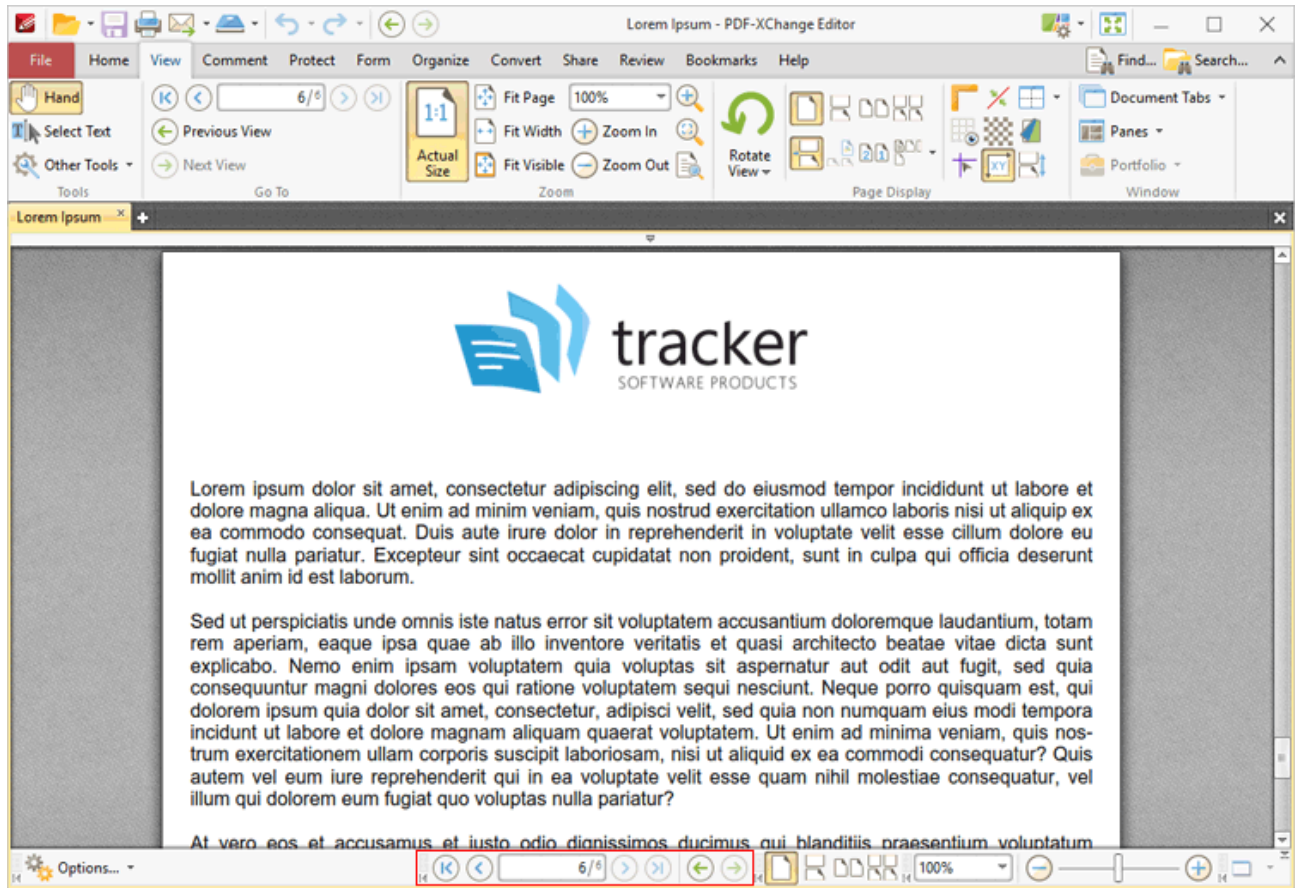 Lorem Ipsum - PDF-XChange Editor
File Home View Comment Protect Form Organize Convert Share Review Bookmarks Help Find... Search...
Hand 6/6 1:1 Fit Page 100% Document Tabs
Select Text Previous View Fit Width Zoom In Panes
Other Tools Next View Actual Size Fit Visible Zoom Out Rotate View XY Portfolio
Tools Go To Zoom Page Display Window
Lorem Ipsum
tracker
SOFTWARE PRODUCTS
Lorem ipsum dolor sit amet, consectetur adipiscing elit, sed do eiusmod tempor incididunt ut labore et
dolore magna aliqua. Ut enim ad minim veniam, quis nostrud exercitation ullamco laboris nisi ut aliquip ex
ea commodo consequat. Duis aute irure dolor in reprehenderit in voluptate velit esse cillum dolore eu
fugiat nulla pariatur. Excepteur sint occaecat cupidatat non proident, sunt in culpa qui officia deserunt
mollit anim id est laborum.
Sed ut perspiciatis unde omnis iste natus error sit voluptatem accusantium doloremque laudantium, totam
rem aperiam, eaque ipsa quae ab illo inventore veritatis et quasi architecto beatae vitae dicta sunt
explicabo. Nemo enim ipsam voluptatem quia voluptas sit aspernatur aut odit aut fugit, sed quia
consequuntur magni dolores eos qui ratione voluptatem sequi nesciunt. Neque porro quisquam est, qui
dolorem ipsum quia dolor sit amet, consectetur, adipisci velit, sed quia non numquam eius modi tempora
incidunt ut labore et dolore magnam aliquam quaerat voluptatem. Ut enim ad minima veniam, quis nos-
trum exercitationem ullam corporis suscipit laboriosam, nisi ut aliquid ex ea commodi consequatur? Quis
autem vel eum iure reprehenderit qui in ea voluptate velit esse quam nihil molestiae consequatur, vel
illum qui dolorem eum fugiat quo voluptas nulla pariatur?
At vero eos et accusamus et iusto odio dignissimos ducimus qui blanditiis praesentium voluptatum
Options... 6/6 100%